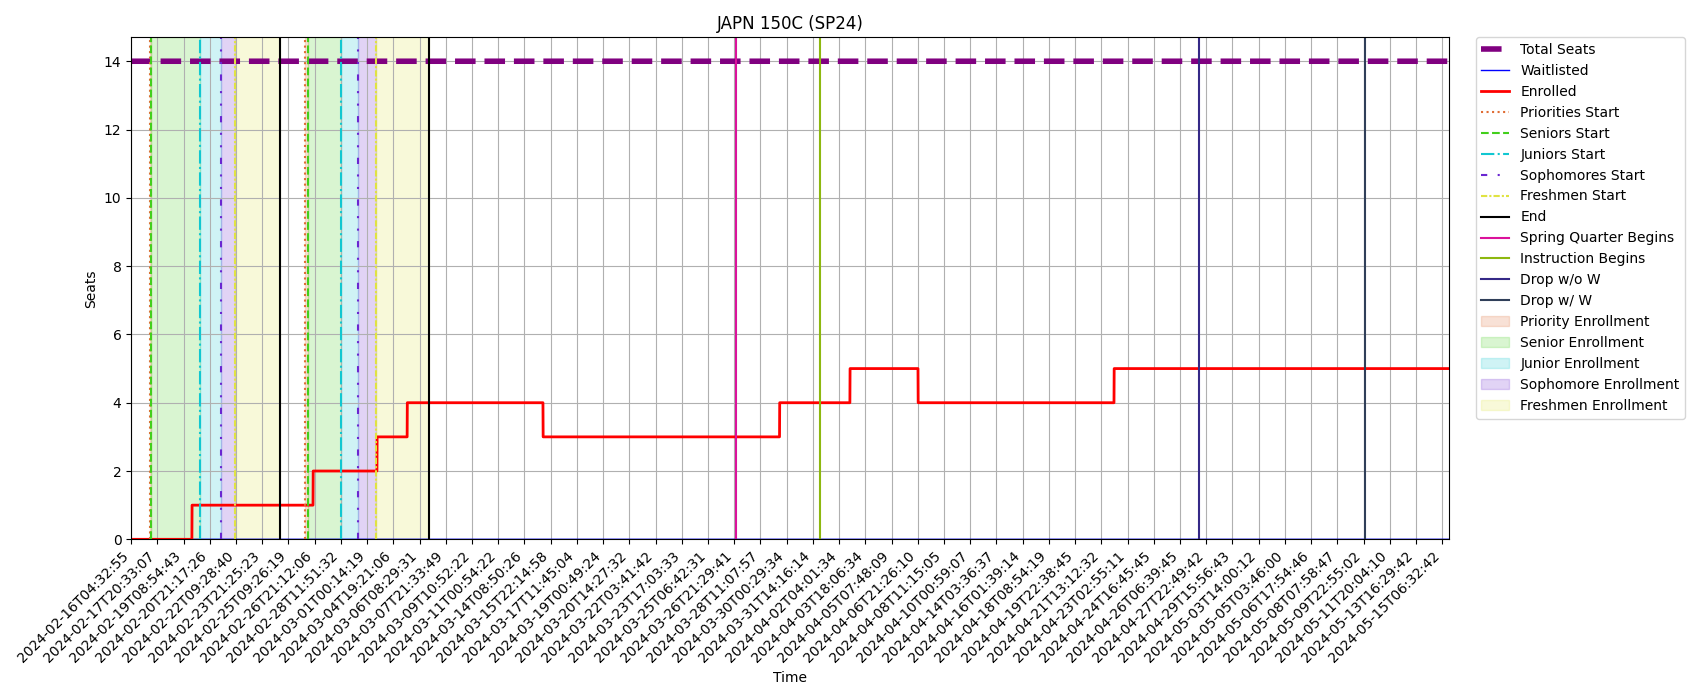 JAPN 150C (SP24)
Seats
14
12
10
8
6
4
2
0
2024-02-16T04:32:55
2024-02-17T20:33:07
2024-02-19T08:54:43
2024-02-20T21:17:26
2024-02-22T09:28:40
2024-02-23T21:25:23
2024-02-25T09:26:19
2024-02-26T21:12:06
2024-02-28T11:51:32
2024-03-01T00:14:19
2024-03-04T19:21:06
2024-03-06T08:29:31
2024-03-07T21:33:49
2024-03-09T10:52:22
2024-03-11T00:54:22
2024-03-14T08:50:26
2024-03-15T22:14:58
2024-03-17T11:45:04
2024-03-19T00:49:24
2024-03-20T14:27:32
2024-03-22T03:41:42
2024-03-23T17:03:33
2024-03-25T06:42:31
2024-03-26T21:29:41
2024-03-28T11:07:57
2024-03-30T00:29:34
2024-03-31T14:16:14
2024-04-02T04:01:34
2024-04-03T18:06:34
2024-04-05T07:48:09
2024-04-06T21:26:10
2024-04-08T11:15:05
2024-04-10T00:59:07
2024-04-14T03:36:37
2024-04-16T01:39:14
2024-04-18T08:54:19
2024-04-19T22:38:45
2024-04-21T13:12:32
2024-04-23T02:55:11
2024-04-24T16:45:45
2024-04-26T06:39:45
2024-04-27T22:49:42
2024-04-29T15:56:43
2024-05-03T14:00:12
2024-05-05T03:46:00
2024-05-06T17:54:46
2024-05-08T07:58:47
2024-05-09T22:55:02
2024-05-11T20:04:10
2024-05-13T16:29:42
2024-05-15T06:32:42
Time
Total Seats
Waitlisted
Enrolled
Priorities Start
Seniors Start
Juniors Start
Sophomores Start
Freshmen Start
End
Spring Quarter Begins
Instruction Begins
Drop w/o W
Drop w/ W
Priority Enrollment
Senior Enrollment
Junior Enrollment
Sophomore Enrollment
Freshmen Enrollment